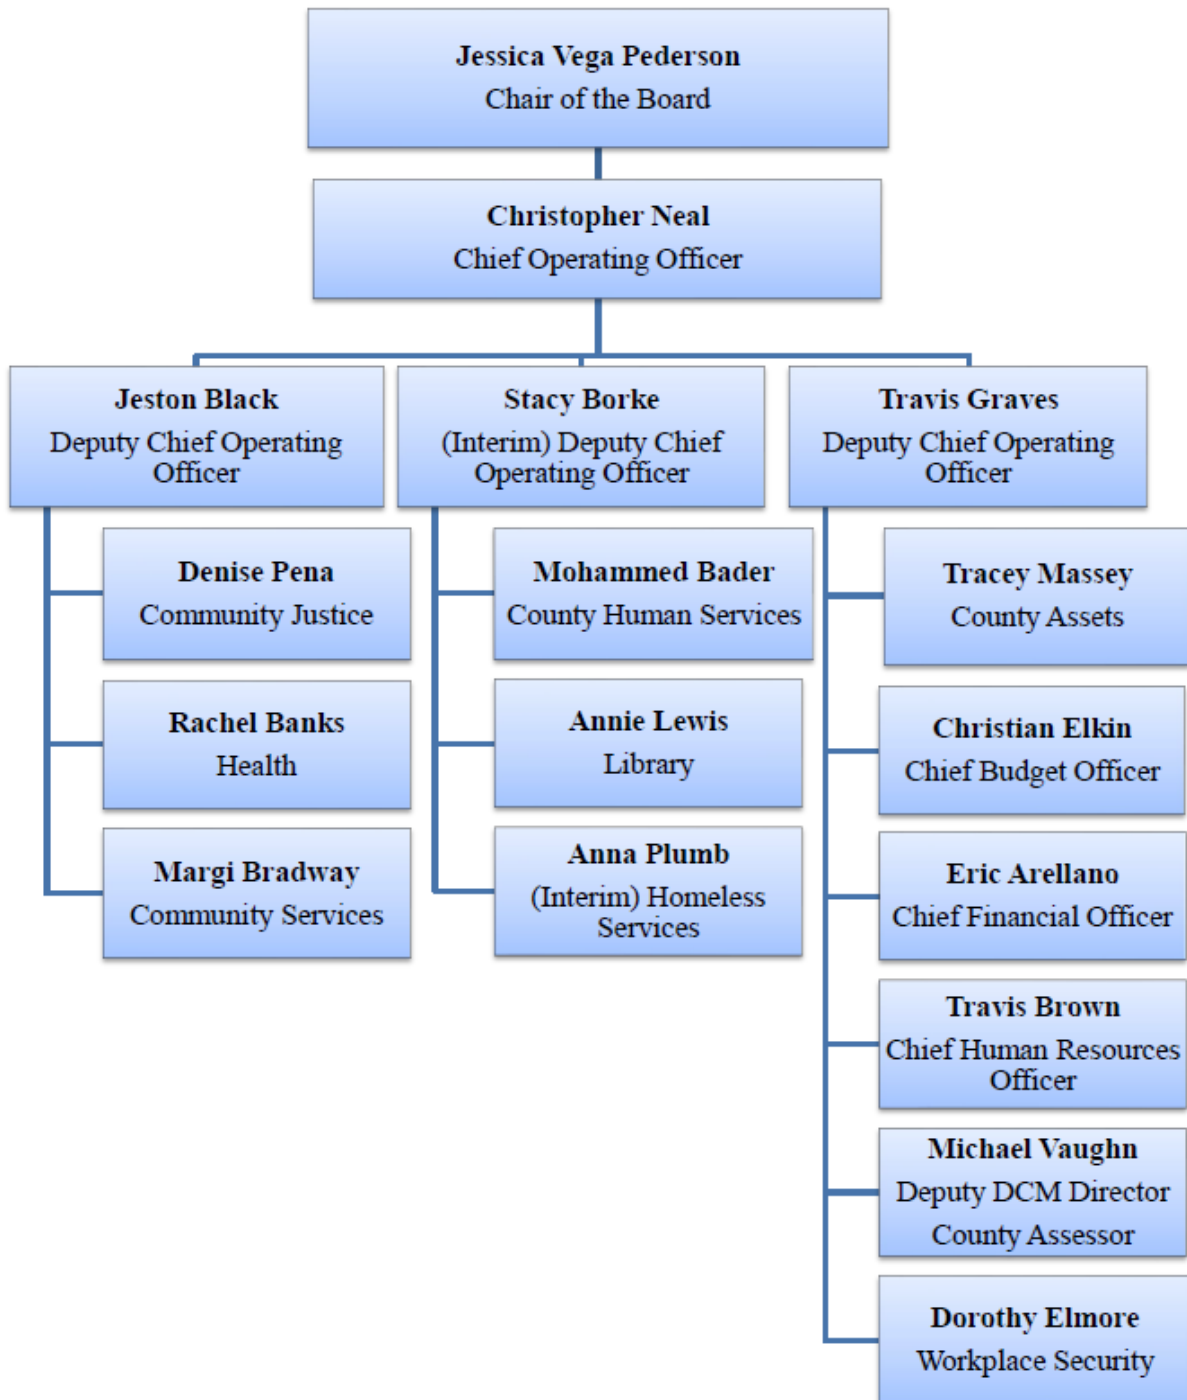 Jessica Vega Pederson
Chair of the Board
Christopher Neal
Chief Operating Officer
Jeston Black
Deputy Chief Operating
Officer
Denise Pena
Community Justice
Rachel Banks
Health
Margi Bradway
Community Services
Stacy Borke
(Interim) Deputy Chief
Operating Officer
Mohammed Bader
County Human Services
Annie Lewis
Library
Anna Plumb
(Interim) Homeless
Services
Travis Graves
Deputy Chief Operating
Officer
Tracey Massey
County Assets
Christian Elkin
Chief Budget Officer
Eric Arellano
Chief Financial Officer
Travis Brown
Chief Human Resources
Officer
Michael Vaughn
Deputy DCM Director
County Assessor
Dorothy Elmore
Workplace Security